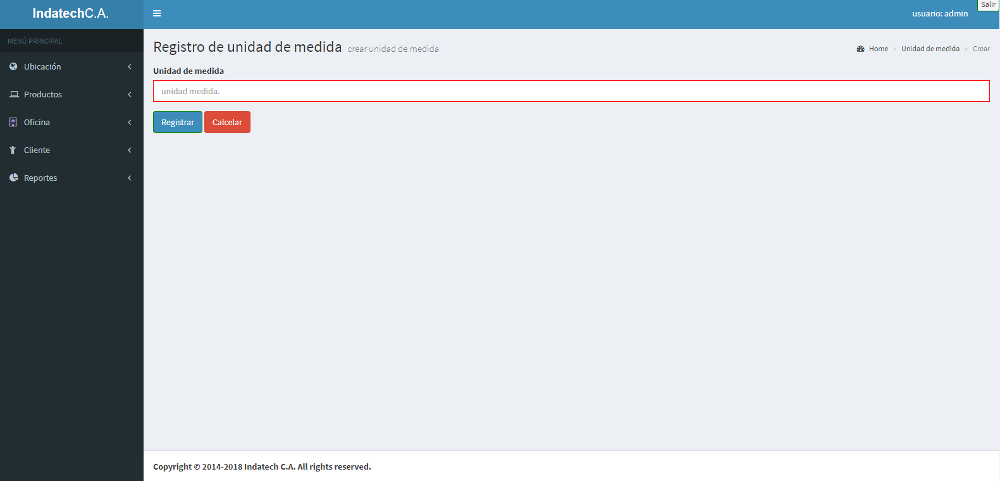 IndatechC.A.
usuario: admin
Salir
MENÚ PRINCIPAL
Ubicación
Productos
Oficina
Cliente
Reportes
Registro de unidad de medida crear unidad de medida
Home > Unidad de medida > Crear
Unidad de medida
unidad medida.
Registrar Calcelar
Copyright © 2014-2018 Indatech C.A. All rights reserved.